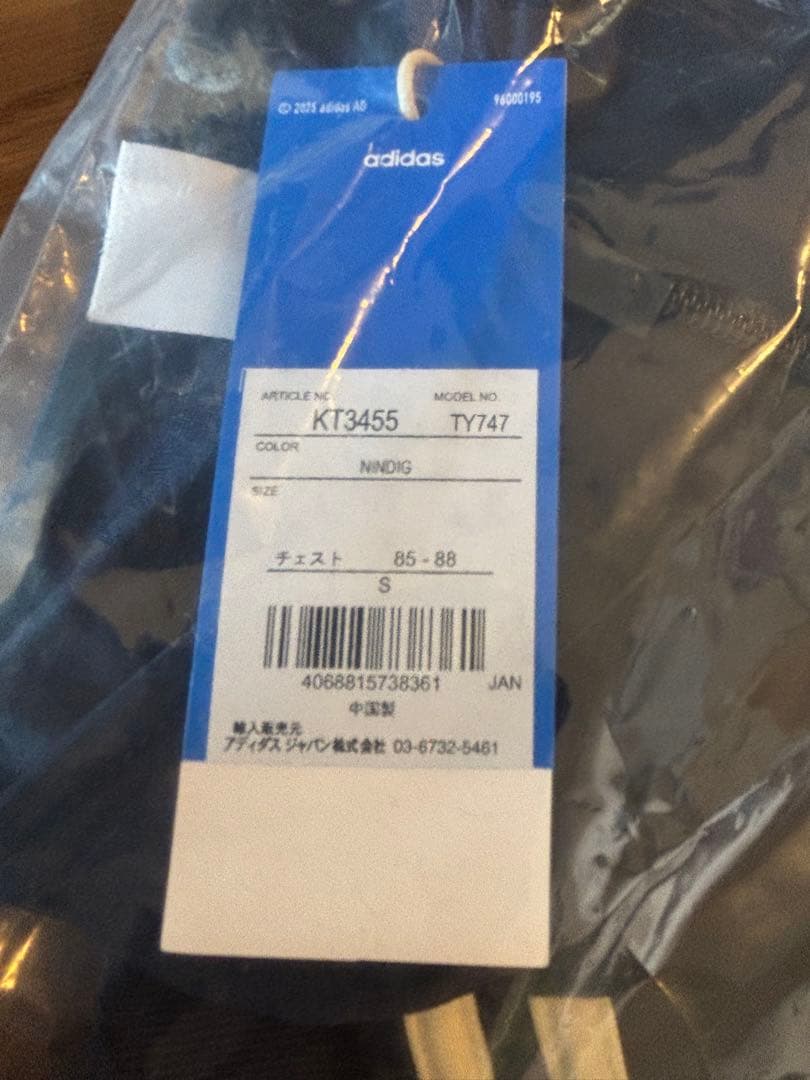 © 2025 adidas AG 96000195
adidas
ARTICLE NO. MODEL NO.
KT3455 TY747
COLOR
NINDIG
SIZE
チェスト 85 - 88
S
4068815738361 JAN
中国製
輸入販売元
アディダス ジャパン株式会社 03-6732-5461